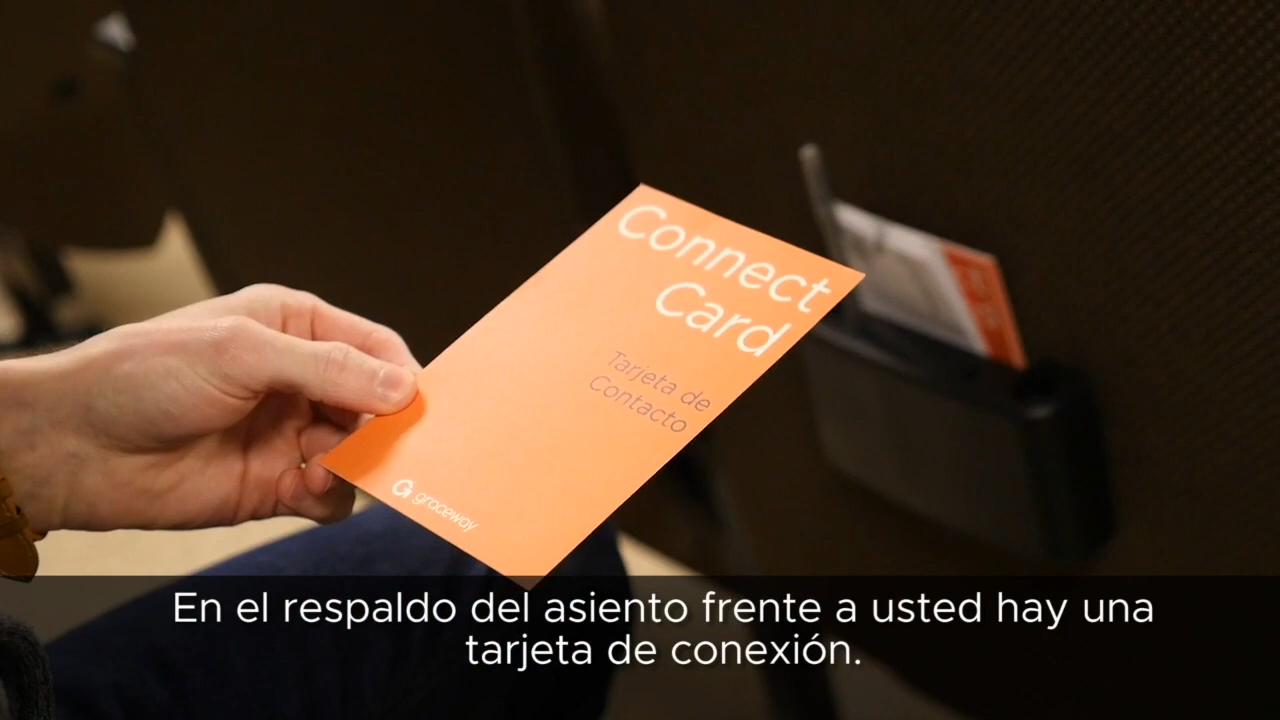 Connect
Card
Tarjeta de
Contacto
graceway
En el respaldo del asiento frente a usted hay una
tarjeta de conexión.